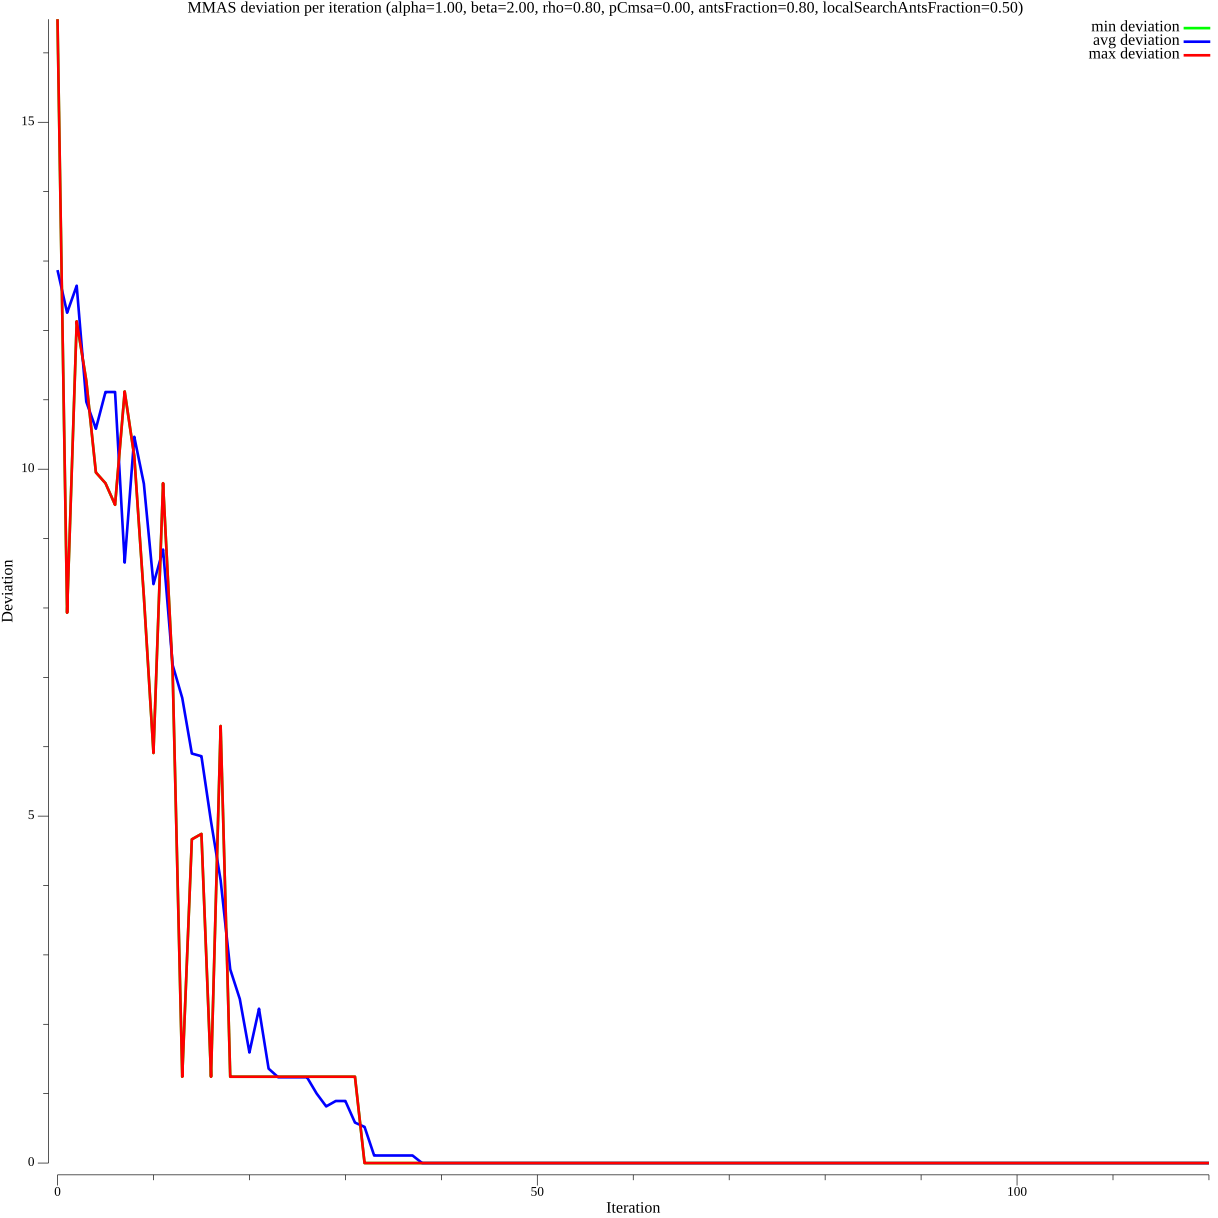 MMAS deviation per iteration (alpha=1.00, beta=2.00, rho=0.80, pCmsa=0.00, antsFraction=0.80, localSearchAntsFraction=0.50)
min deviation
avg deviation
max deviation
15
10
5
0
Deviation
0
50
100
Iteration